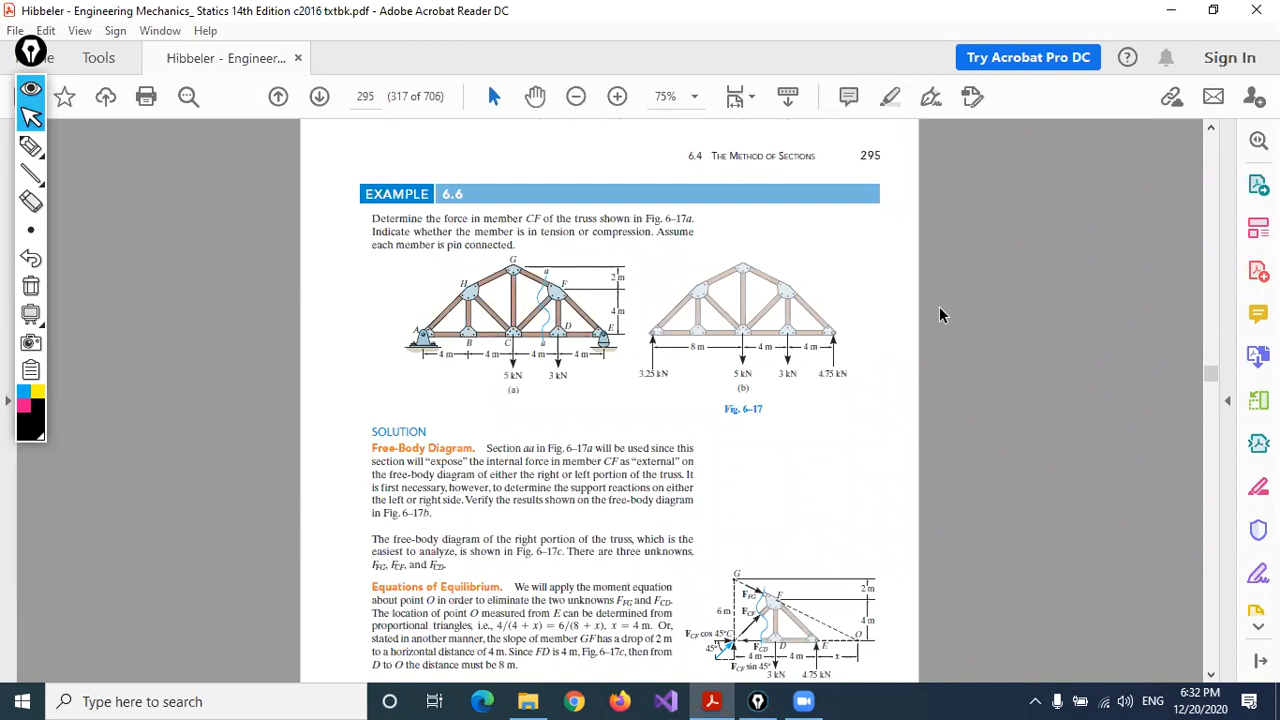 Hibbeler - Engineering Mechanics_ Statics 14th Edition c2016 txtbk.pdf - Adobe Acrobat Reader DC
File Edit View Sign Window Help
Tools Hibbeler - Engineer... × Try Acrobat Pro DC Sign In
295 (317 of 706) 75%
6.4 THE METHOD OF SECTIONS 295
EXAMPLE 6.6
Determine the force in member CF of the truss shown in Fig. 6–17a.
Indicate whether the member is in tension or compression. Assume
each member is pin connected.
G
a
2 m
H F
4 m
A D E
B C a
4 m 4 m 4 m 4 m
5 kN 3 kN
(a)
8 m 4 m 4 m
3.25 kN 5 kN 3 kN 4.75 kN
(b)
Fig. 6–17
SOLUTION
Free-Body Diagram. Section aa in Fig. 6–17a will be used since this
section will “expose” the internal force in member CF as “external” on
the free-body diagram of either the right or left portion of the truss. It
is first necessary, however, to determine the support reactions on either
the left or right side. Verify the results shown on the free-body diagram
in Fig. 6–17b.
The free-body diagram of the right portion of the truss, which is the
easiest to analyze, is shown in Fig. 6–17c. There are three unknowns,
FFG, FCF, and FCD.
Equations of Equilibrium. We will apply the moment equation
about point O in order to eliminate the two unknowns FFG and FCD.
The location of point O measured from E can be determined from
proportional triangles, i.e., 4/(4 + x) = 6/(8 + x), x = 4 m. Or,
stated in another manner, the slope of member GF has a drop of 2 m
to a horizontal distance of 4 m. Since FD is 4 m, Fig. 6–17c, then from
D to O the distance must be 8 m.
G
2 m
FFG F
6 m FCF 4 m
FCF cos 45° C O
45° FCD D E
4 m 4 m x
FCF sin 45°
3 kN 4.75 kN
Type here to search
ENG 6:32 PM
12/20/2020